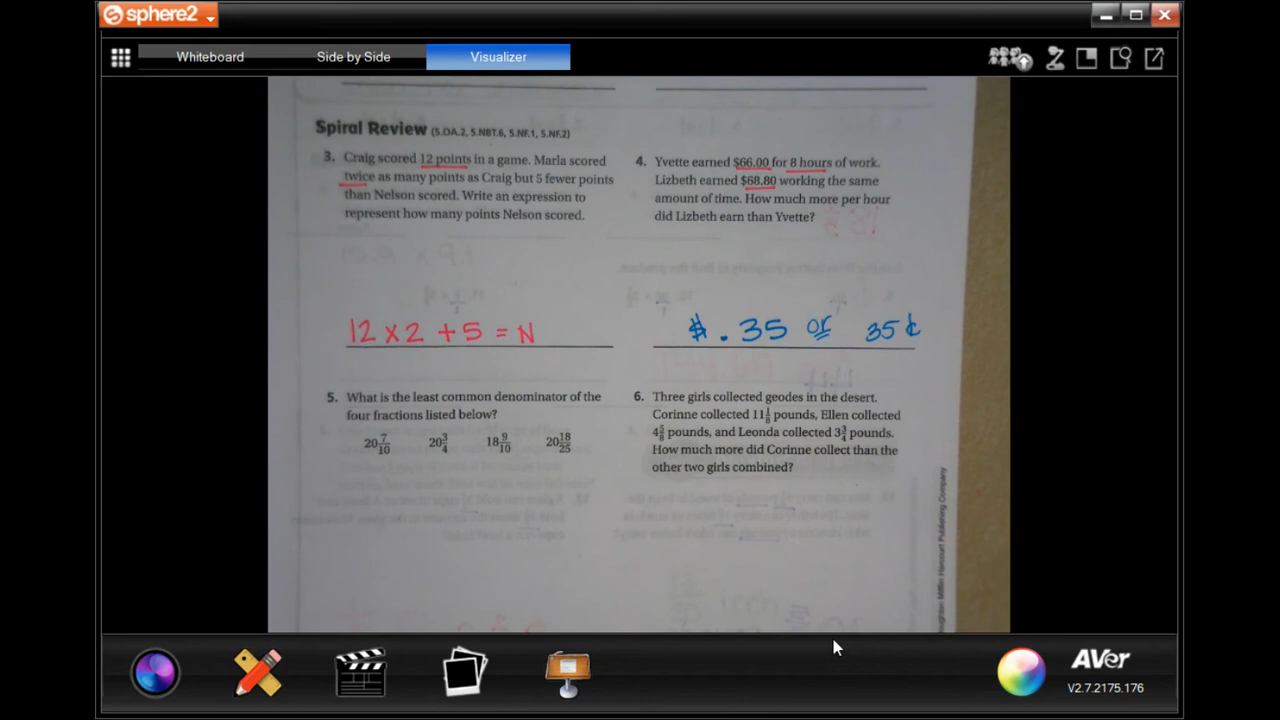 sphere2
Whiteboard Side by Side Visualizer
Spiral Review (5.OA.2, 5.NBT.6, 5.NF.1, 5.NF.2)
3. Craig scored 12 points in a game. Marla scored
twice as many points as Craig but 5 fewer points
than Nelson scored. Write an expression to
represent how many points Nelson scored.
12 x 2 + 5 = N
4. Yvette earned $66.00 for 8 hours of work.
Lizbeth earned $68.80 working the same
amount of time. How much more per hour
did Lizbeth earn than Yvette?
$.35 or 35¢
5. What is the least common denominator of the
four fractions listed below?
20 7/10 20 3/4 18 9/10 20 18/25
6. Three girls collected geodes in the desert.
Corinne collected 11 1/8 pounds, Ellen collected
4 5/8 pounds, and Leonda collected 3 3/4 pounds.
How much more did Corinne collect than the
other two girls combined?
Mifflin Harcourt Publishing Company
AVer
V2.7.2175.176